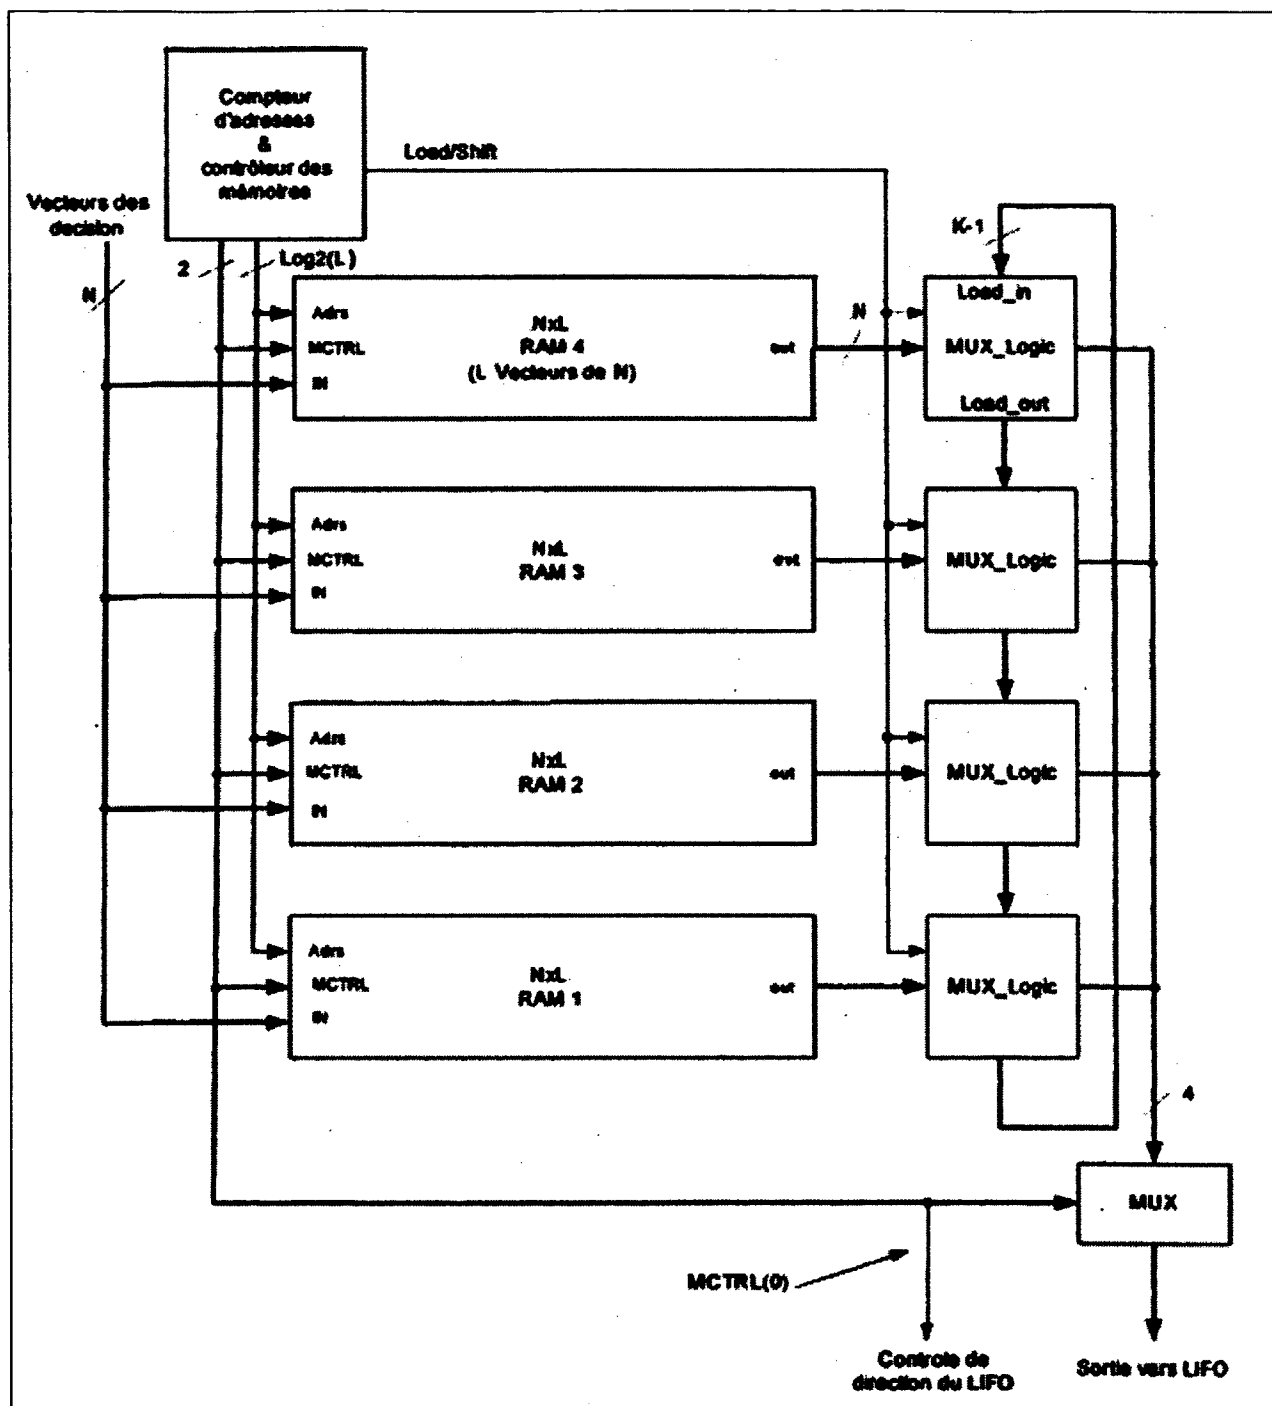 Compteur
d'adresses
&
contrôleur des
mémoires
Load/Shift
Vecteurs des
decision
N
2
Log2(L)
K-1
Adrs
MCTRL
IN
NxL
RAM 4
(L Vecteurs de N)
out
N
Load_in
MUX_Logic
Load_out
Adrs
MCTRL
IN
NxL
RAM 3
out
MUX_Logic
Adrs
MCTRL
IN
NxL
RAM 2
out
MUX_Logic
Adrs
MCTRL
IN
NxL
RAM 1
out
MUX_Logic
4
MUX
MCTRL(0)
Controle de
direction du LIFO
Sortie vers LIFO